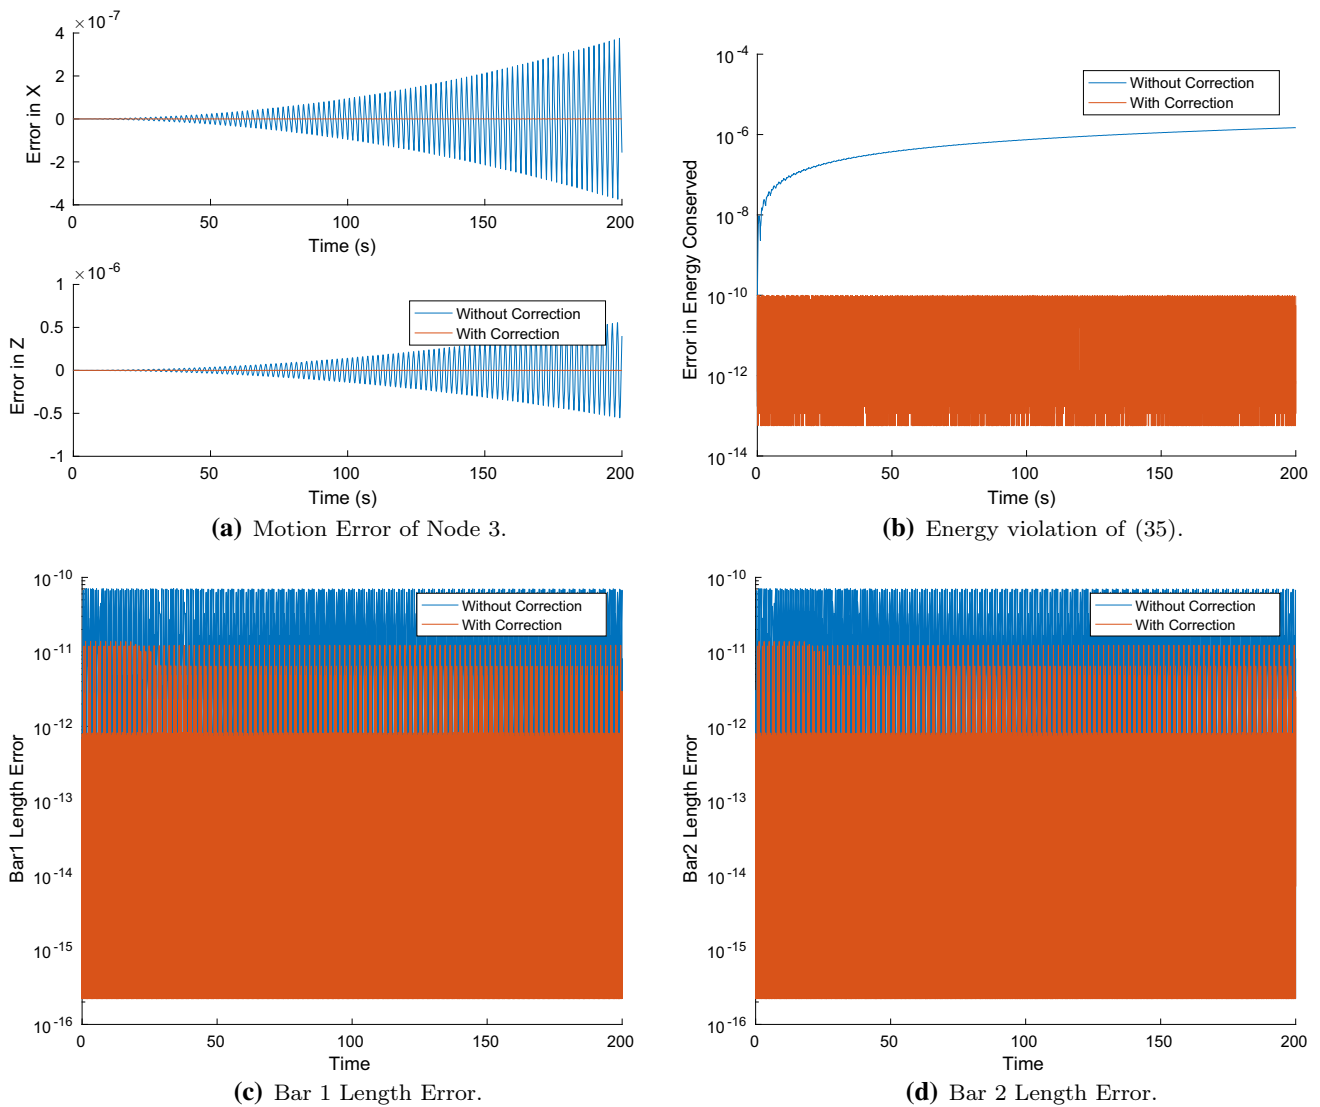 ×10-7
4
2
0
-2
-4
Error in X
0 50 100 150 200
Time (s)
×10-6
1
0.5
0
-0.5
-1
Error in Z
Without Correction
With Correction
0 50 100 150 200
Time (s)
(a) Motion Error of Node 3.
10-4
10-6
10-8
10-10
10-12
10-14
Error in Energy Conserved
Without Correction
With Correction
0 50 100 150 200
Time (s)
(b) Energy violation of (35).
10-10
10-11
10-12
10-13
10-14
10-15
10-16
Bar1 Length Error
Without Correction
With Correction
0 50 100 150 200
Time
(c) Bar 1 Length Error.
10-10
10-11
10-12
10-13
10-14
10-15
10-16
Bar2 Length Error
Without Correction
With Correction
0 50 100 150 200
Time
(d) Bar 2 Length Error.